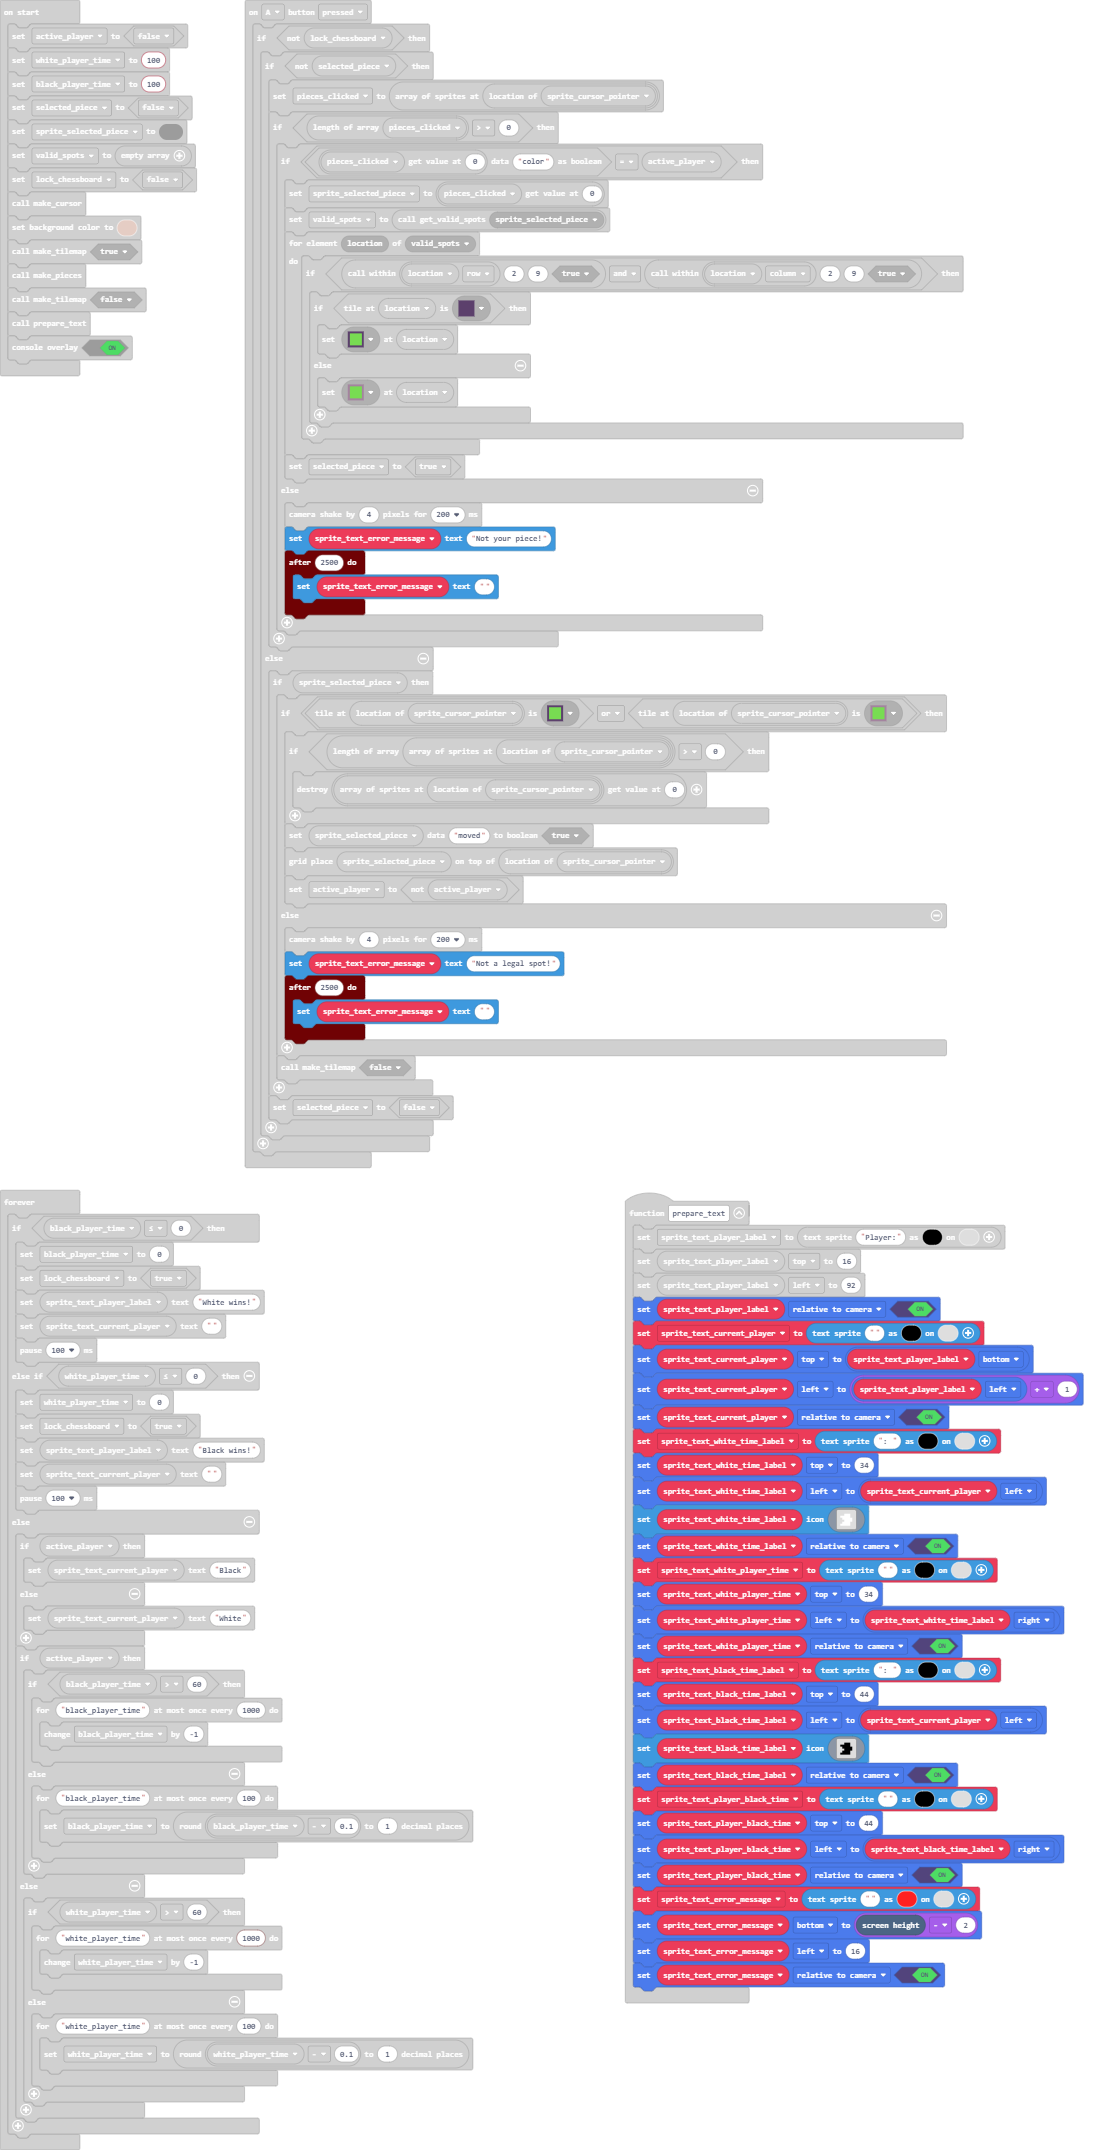 on start
set active_player to false
set white_player_time to 100
set black_player_time to 100
set selected_piece to false
set sprite_selected_piece to
set valid_spots to empty array
set lock_chessboard to false
call make_cursor
set background color to
call make_tilemap true
call make_pieces
call make_tilemap false
call prepare_text
console overlay ON
on A button pressed
if not lock_chessboard then
if not selected_piece then
set pieces_clicked to array of sprites at location of sprite_cursor_pointer
if length of array pieces_clicked > 0 then
if pieces_clicked get value at 0 data "color" as boolean = active_player then
set sprite_selected_piece to pieces_clicked get value at 0
set valid_spots to call get_valid_spots sprite_selected_piece
for element location of valid_spots
do
if call within location row 2 9 true and call within location column 2 9 true then
if tile at location is then
set at location
else
set at location
set selected_piece to true
else
camera shake by 4 pixels for 200 ms
set sprite_text_error_message text "Not your piece!"
after 2500 do
set sprite_text_error_message text ""
else
if sprite_selected_piece then
if tile at location of sprite_cursor_pointer is or tile at location of sprite_cursor_pointer is then
if length of array array of sprites at location of sprite_cursor_pointer > 0 then
destroy array of sprites at location of sprite_cursor_pointer get value at 0
set sprite_selected_piece data "moved" to boolean true
grid place sprite_selected_piece on top of location of sprite_cursor_pointer
set active_player to not active_player
else
camera shake by 4 pixels for 200 ms
set sprite_text_error_message text "Not a legal spot!"
after 2500 do
set sprite_text_error_message text ""
call make_tilemap false
set selected_piece to false
forever
if black_player_time ≤ 0 then
set black_player_time to 0
set lock_chessboard to true
set sprite_text_player_label text "White wins!"
set sprite_text_current_player text ""
pause 100 ms
else if white_player_time ≤ 0 then
set white_player_time to 0
set lock_chessboard to true
set sprite_text_player_label text "Black wins!"
set sprite_text_current_player text ""
pause 100 ms
else
if active_player then
set sprite_text_current_player text "Black"
else
set sprite_text_current_player text "White"
if active_player then
if black_player_time > 60 then
for "black_player_time" at most once every 1000 do
change black_player_time by -1
else
for "black_player_time" at most once every 100 do
set black_player_time to round black_player_time - 0.1 to 1 decimal places
else
if white_player_time > 60 then
for "white_player_time" at most once every 1000 do
change white_player_time by -1
else
for "white_player_time" at most once every 100 do
set white_player_time to round white_player_time - 0.1 to 1 decimal places
function prepare_text
set sprite_text_player_label to text sprite "Player:" as on
set sprite_text_player_label top to 16
set sprite_text_player_label left to 92
set sprite_text_player_label relative to camera ON
set sprite_text_current_player to text sprite "" as on
set sprite_text_current_player top to sprite_text_player_label bottom
set sprite_text_current_player left to sprite_text_player_label left + 1
set sprite_text_current_player relative to camera ON
set sprite_text_white_time_label to text sprite ": " as on
set sprite_text_white_time_label top to 34
set sprite_text_white_time_label left to sprite_text_current_player left
set sprite_text_white_time_label icon
set sprite_text_white_time_label relative to camera ON
set sprite_text_white_player_time to text sprite "" as on
set sprite_text_white_player_time top to 34
set sprite_text_white_player_time left to sprite_text_white_time_label right
set sprite_text_white_player_time relative to camera ON
set sprite_text_black_time_label to text sprite ": " as on
set sprite_text_black_time_label top to 44
set sprite_text_black_time_label left to sprite_text_current_player left
set sprite_text_black_time_label icon
set sprite_text_black_time_label relative to camera ON
set sprite_text_player_black_time to text sprite "" as on
set sprite_text_player_black_time top to 44
set sprite_text_player_black_time left to sprite_text_black_time_label right
set sprite_text_player_black_time relative to camera ON
set sprite_text_error_message to text sprite "" as on
set sprite_text_error_message bottom to screen height - 2
set sprite_text_error_message left to 16
set sprite_text_error_message relative to camera ON